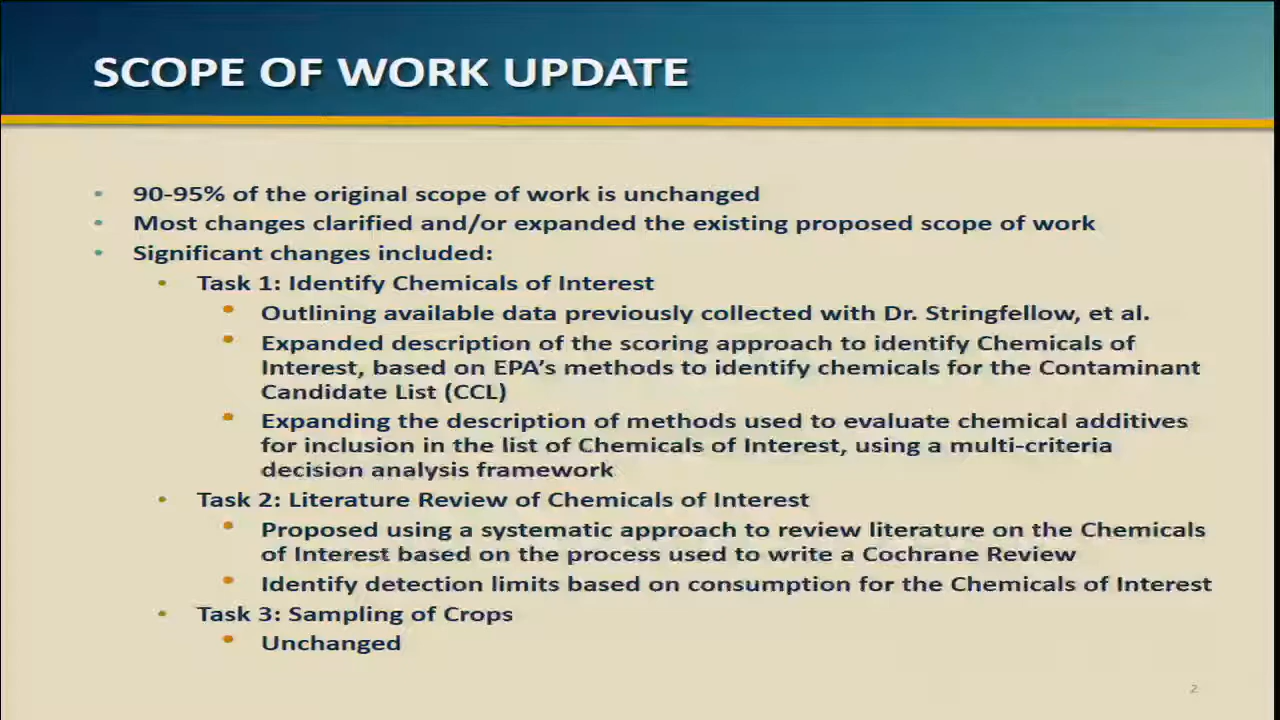 SCOPE OF WORK UPDATE
• 90-95% of the original scope of work is unchanged
• Most changes clarified and/or expanded the existing proposed scope of work
• Significant changes included:
• Task 1: Identify Chemicals of Interest
• Outlining available data previously collected with Dr. Stringfellow, et al.
• Expanded description of the scoring approach to identify Chemicals of
Interest, based on EPA’s methods to identify chemicals for the Contaminant
Candidate List (CCL)
• Expanding the description of methods used to evaluate chemical additives
for inclusion in the list of Chemicals of Interest, using a multi-criteria
decision analysis framework
• Task 2: Literature Review of Chemicals of Interest
• Proposed using a systematic approach to review literature on the Chemicals
of Interest based on the process used to write a Cochrane Review
• Identify detection limits based on consumption for the Chemicals of Interest
• Task 3: Sampling of Crops
• Unchanged
2